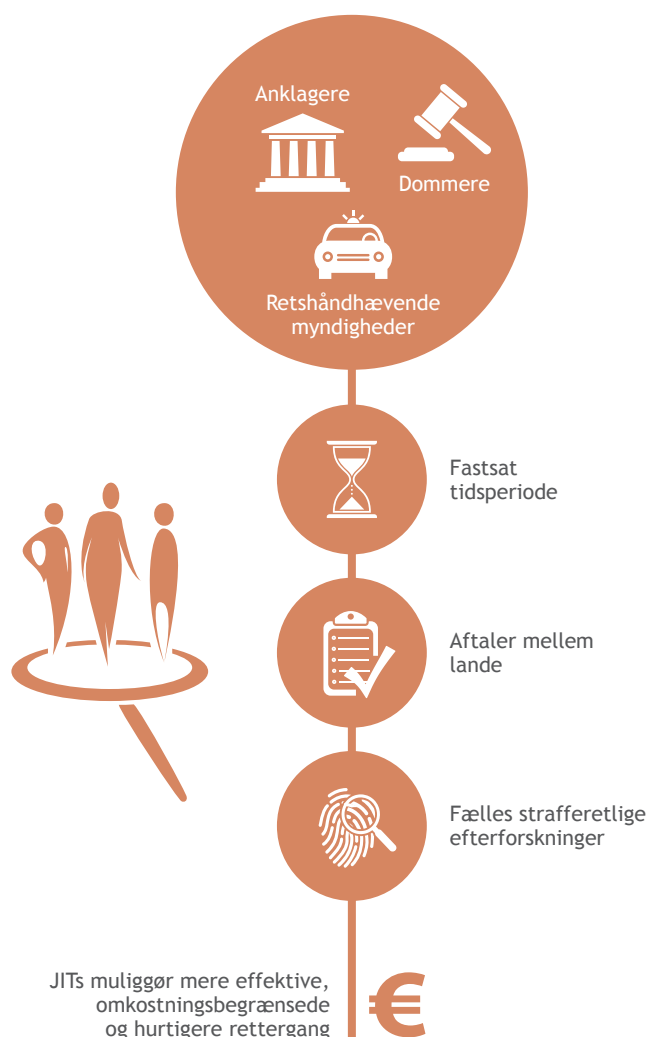 Anklagere
Dommere
Retshåndhævende
myndigheder
Fastsat
tidsperiode
Aftaler mellem
lande
Fælles strafferetlige
efterforskninger
JITs muliggør mere effektive,
omkostningsbegrænsede
og hurtigere rettergang
€